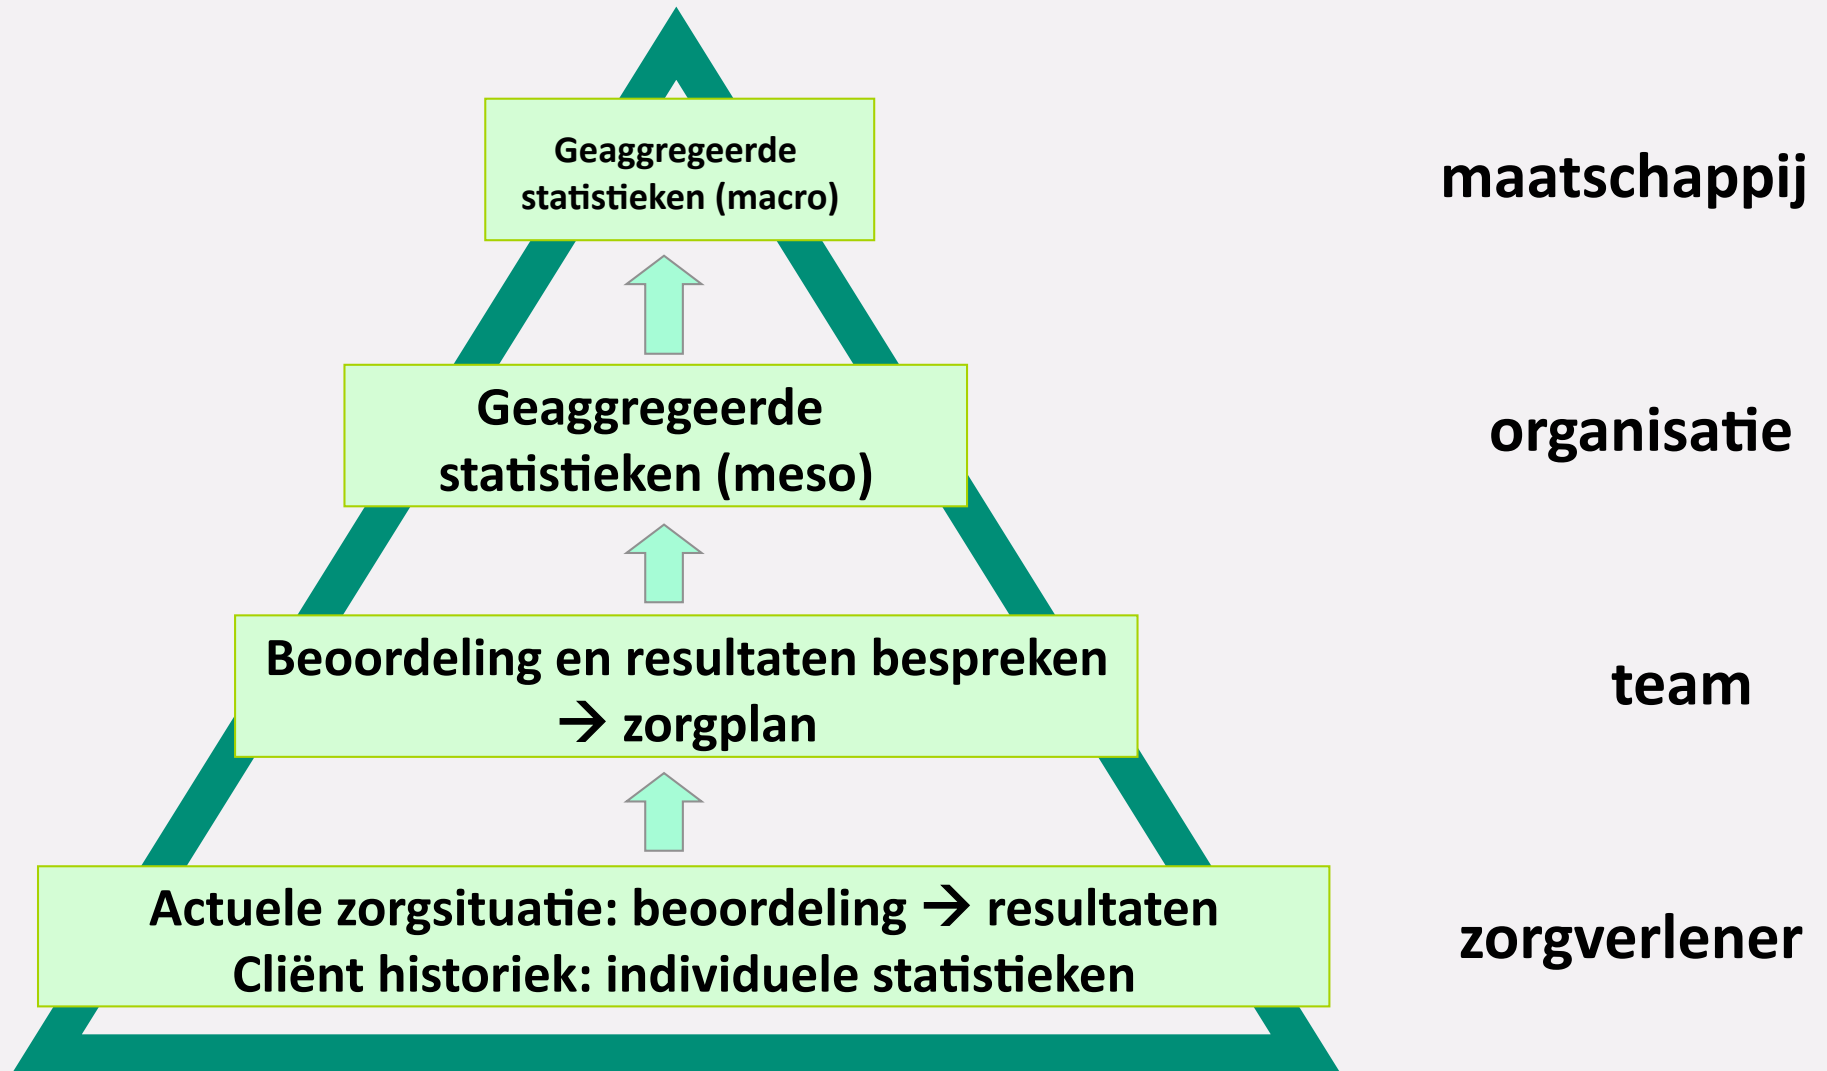 Geaggregeerde
statistieken (macro)
maatschappij
Geaggregeerde
statistieken (meso)
organisatie
Beoordeling en resultaten bespreken
→ zorgplan
team
Actuele zorgsituatie: beoordeling → resultaten
Cliënt historiek: individuele statistieken
zorgverlener